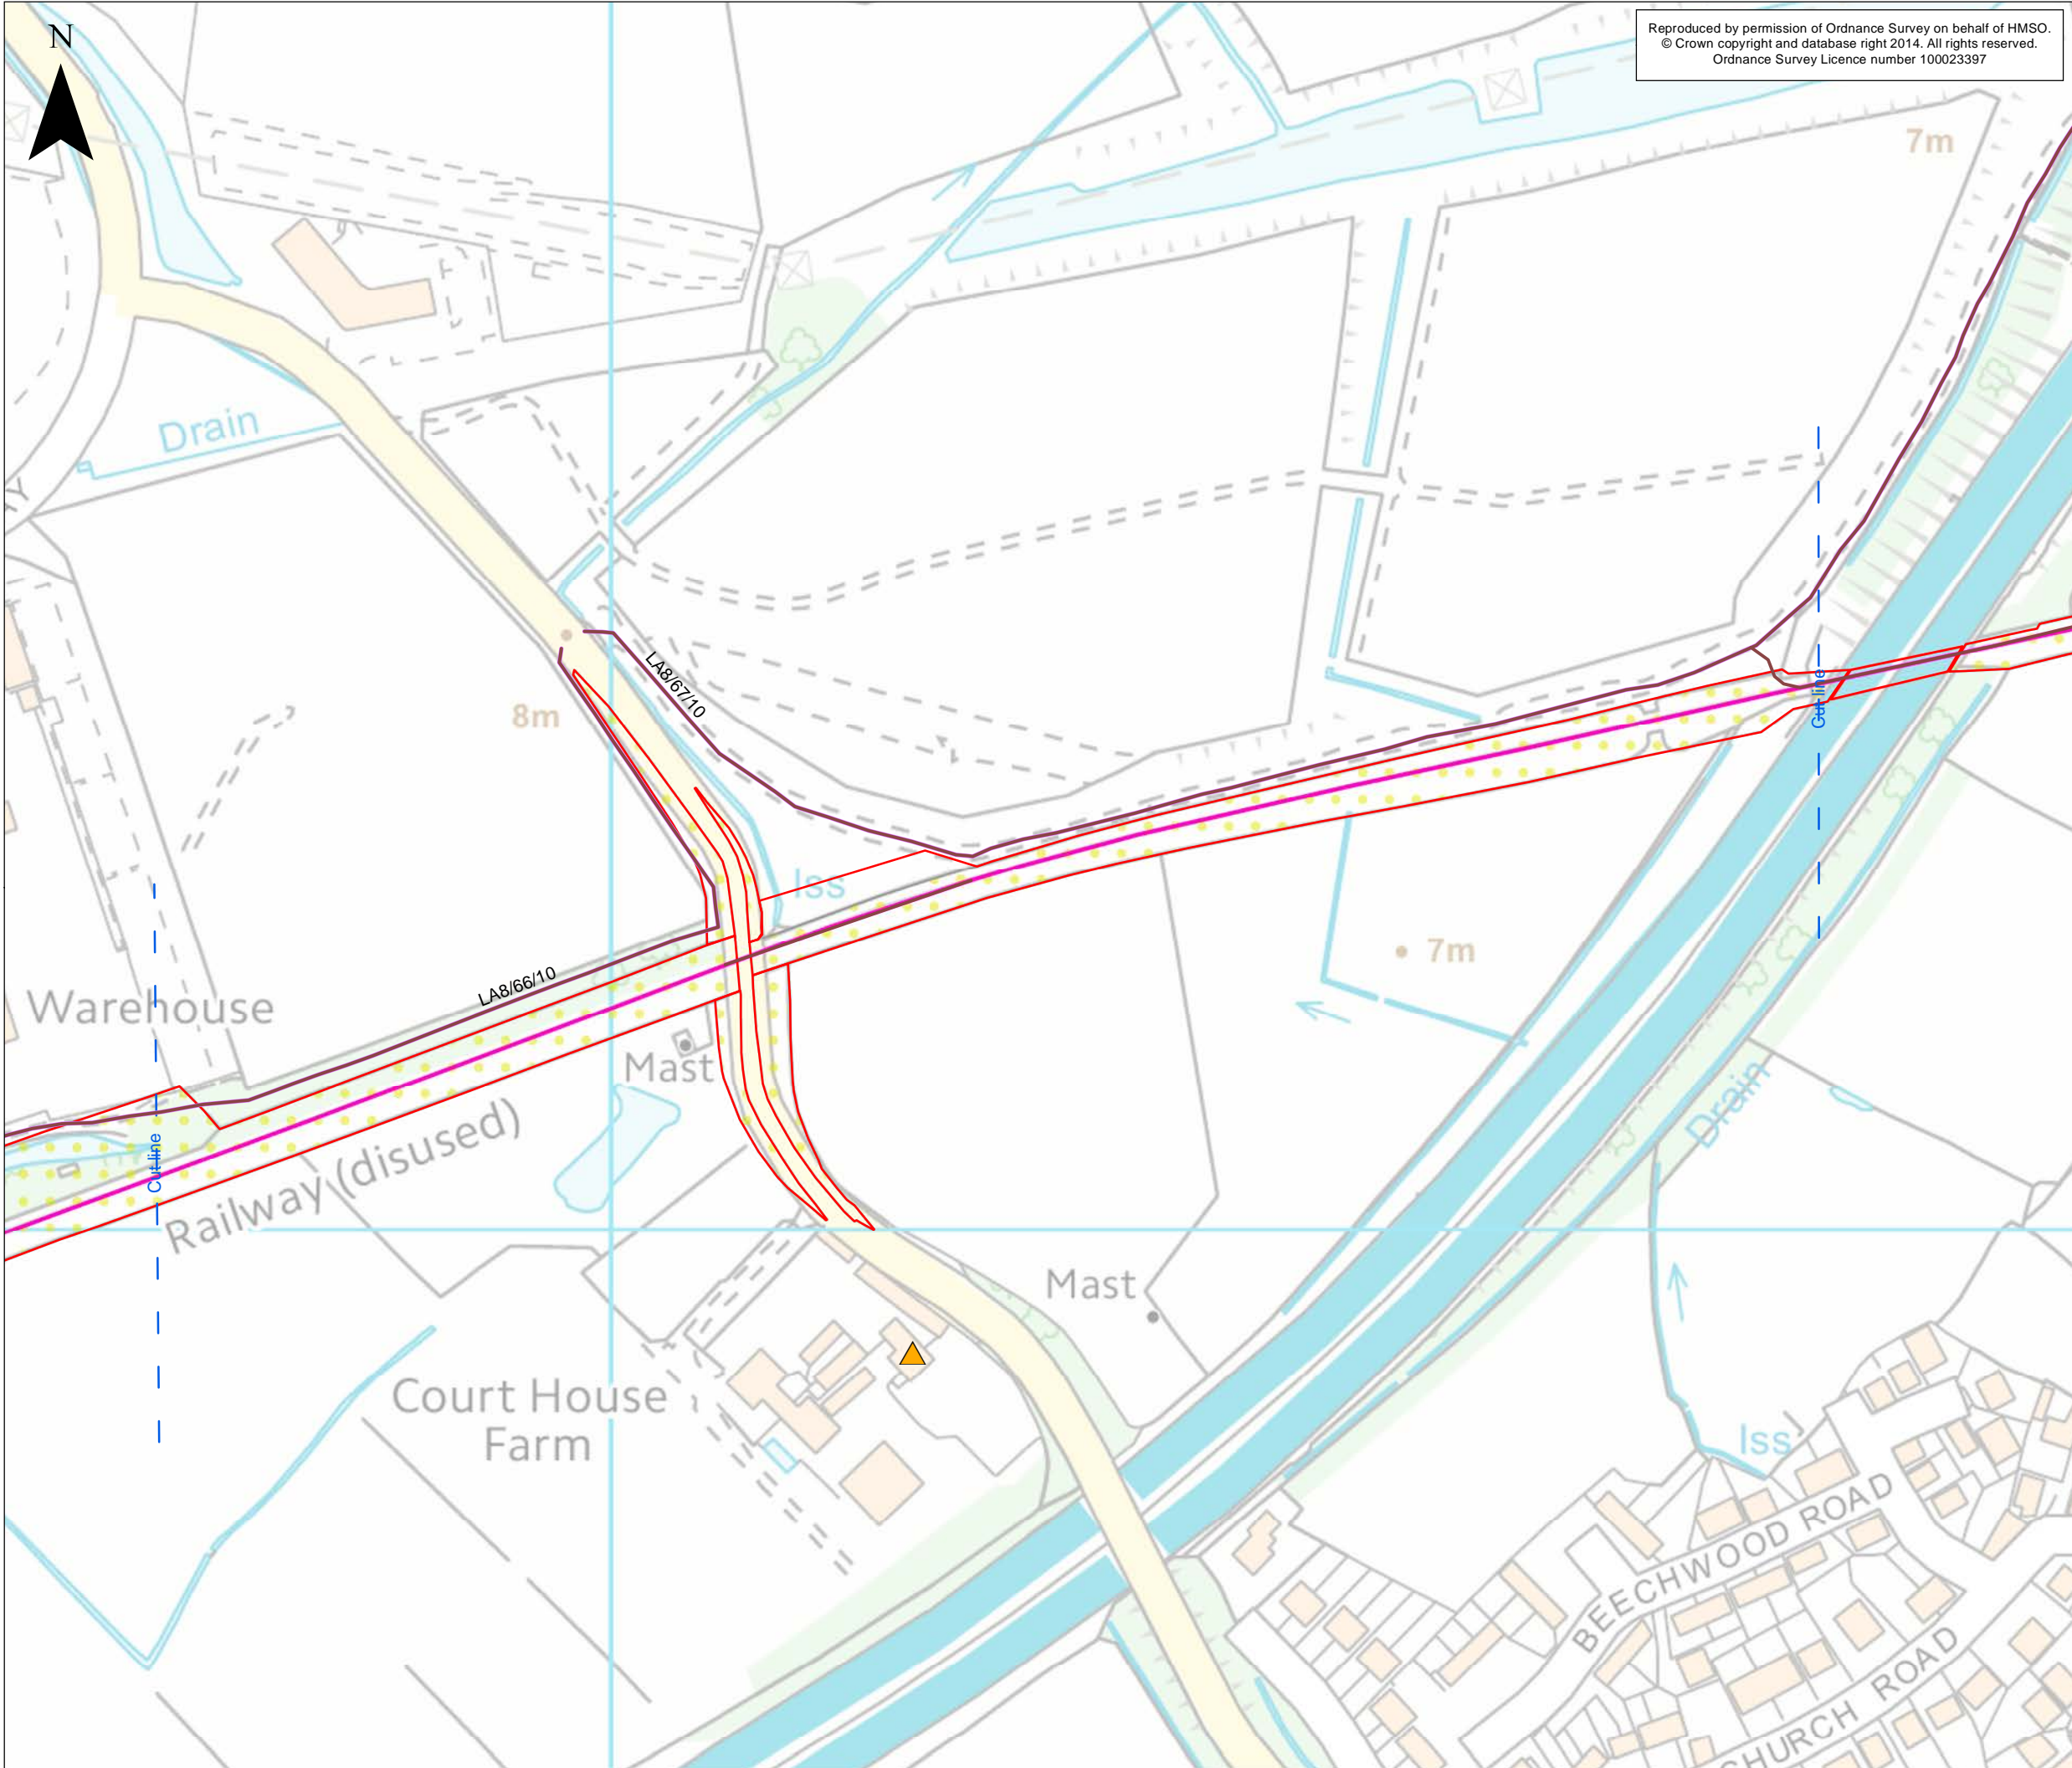 N
Reproduced by permission of Ordnance Survey on behalf of HMSO.
© Crown copyright and database right 2014. All rights reserved.
Ordnance Survey Licence number 100023397
7m
Drain
LA8/67/10
8m
Cut line
Iss
7m
LA8/66/10
Warehouse
Mast
Cut line
Railway (disused)
Drain
Mast
Court House
Farm
Iss
BEECHWOOD ROAD
CHURCH ROAD